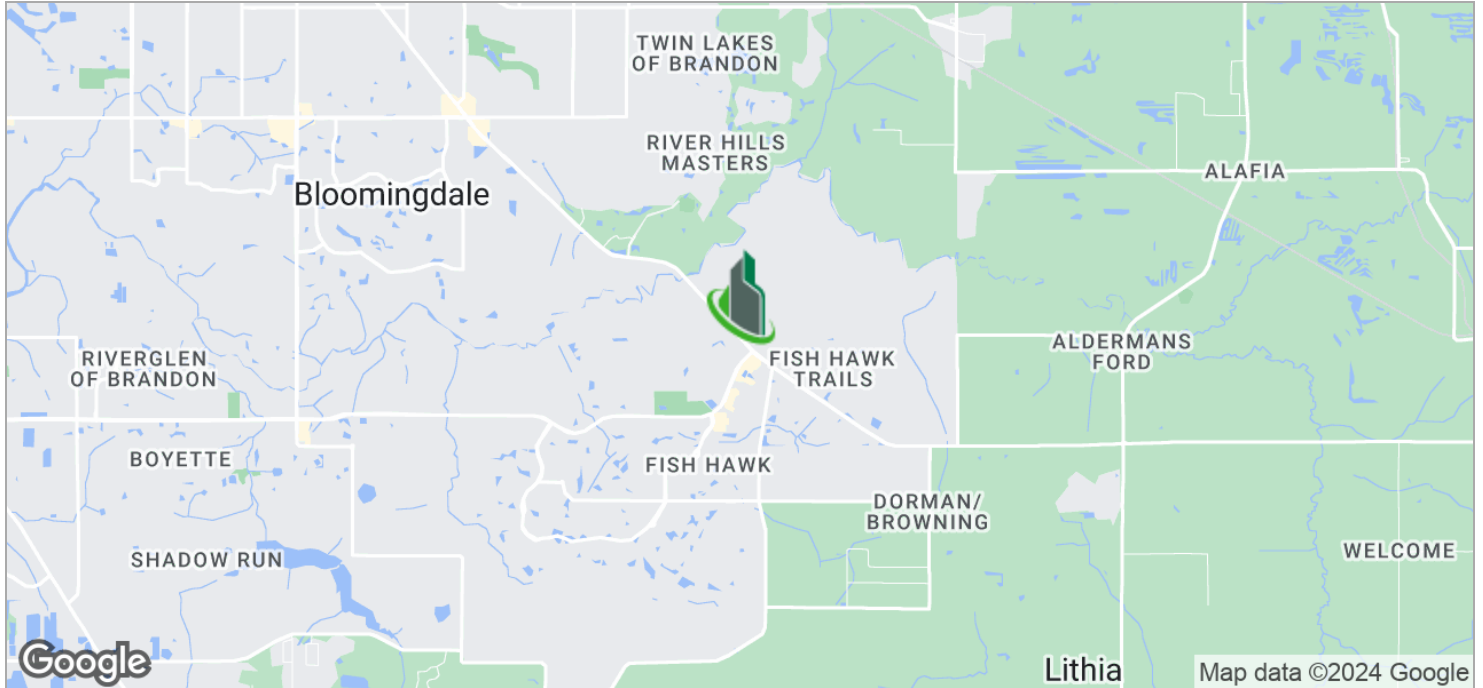 TWIN LAKES
OF BRANDON
RIVER HILLS
MASTERS
ALAFIA
Bloomingdale
ALDERMANS
FORD
RIVERGLEN
OF BRANDON
FISH HAWK
TRAILS
BOYETTE
FISH HAWK
DORMAN/
BROWNING
SHADOW RUN
WELCOME
Google
Lithia
Map data ©2024 Google